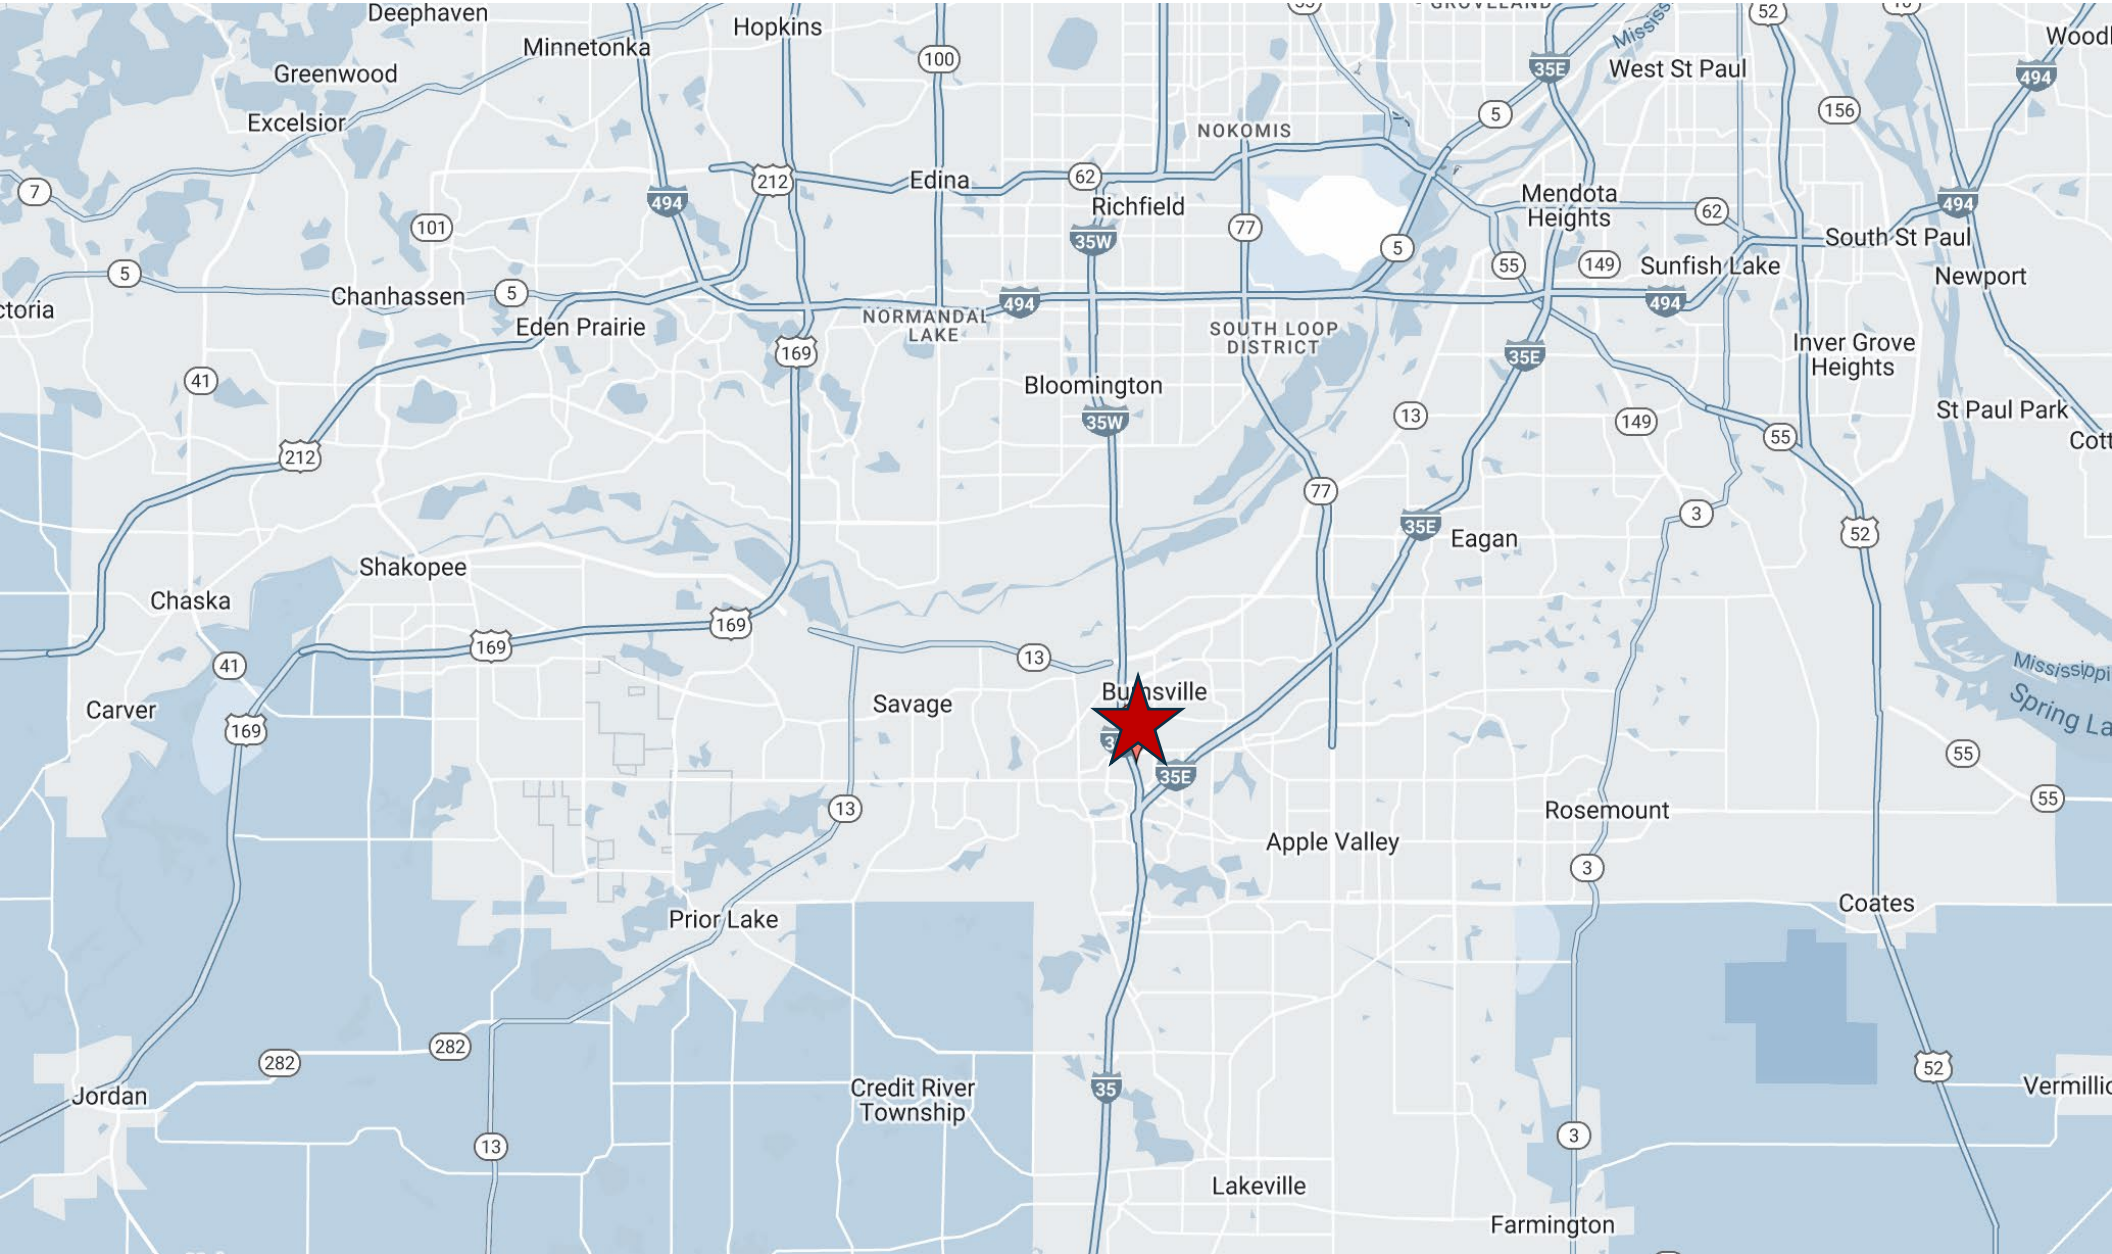 Deephaven
Hopkins
52
Minnetonka
100
Greenwood
35E
West St Paul
494
Excelsior
5
156
NOKOMIS
7
494
212
Edina
62
Richfield
Mendota
Heights
62
494
101
35W
77
5
South St Paul
5
Chanhassen
5
494
55
149
Sunfish Lake
494
Newport
Eden Prairie
NORMANDAL
LAKE
SOUTH LOOP
DISTRICT
169
35E
Inver Grove
Heights
41
Bloomington
35W
13
149
St Paul Park
212
55
77
3
35E
Eagan
52
Shakopee
Chaska
169
169
13
41
Mississippi
Carver
169
Savage
Spring
55
35E
55
13
Rosemount
Apple Valley
3
Prior Lake
Coates
282
282
35
52
Jordan
Credit River
Township
13
3
Lakeville
Farmington